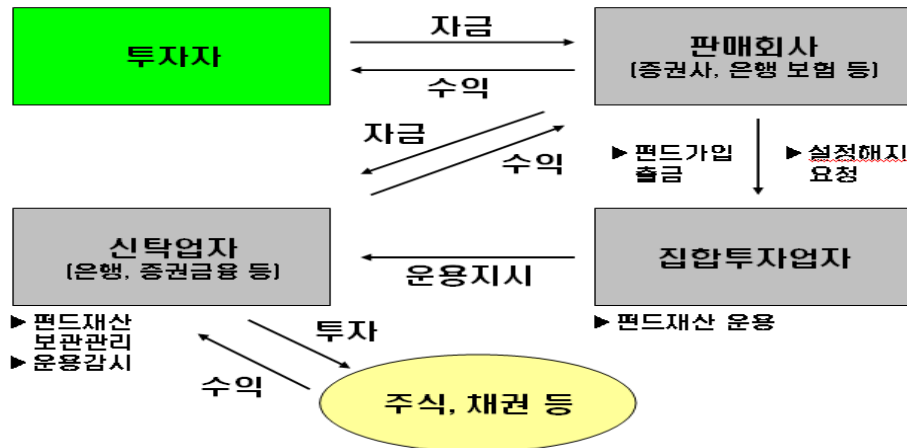 자금
투자자
판매회사
(증권사, 은행 보험 등)
수익
자금
수익
▶ 펀드가입
출금
▶ 설정해지
요청
신탁업자
(은행, 증권금융 등)
운용지시
집합투자업자
▶ 펀드재산
보관관리
▶ 운용감시
투자
▶ 펀드재산 운용
수익
주식, 채권 등